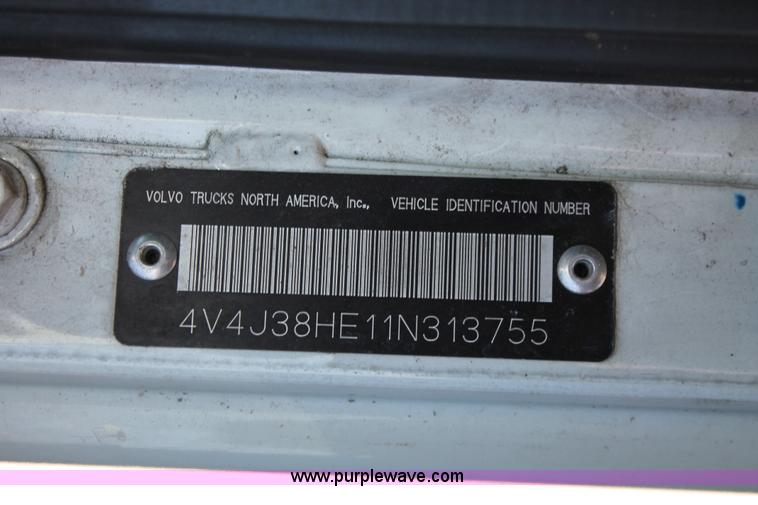 VOLVO TRUCKS NORTH AMERICA, Inc., VEHICLE IDENTIFICATION NUMBER
4V4J38HE11N313755
www.purplewave.com